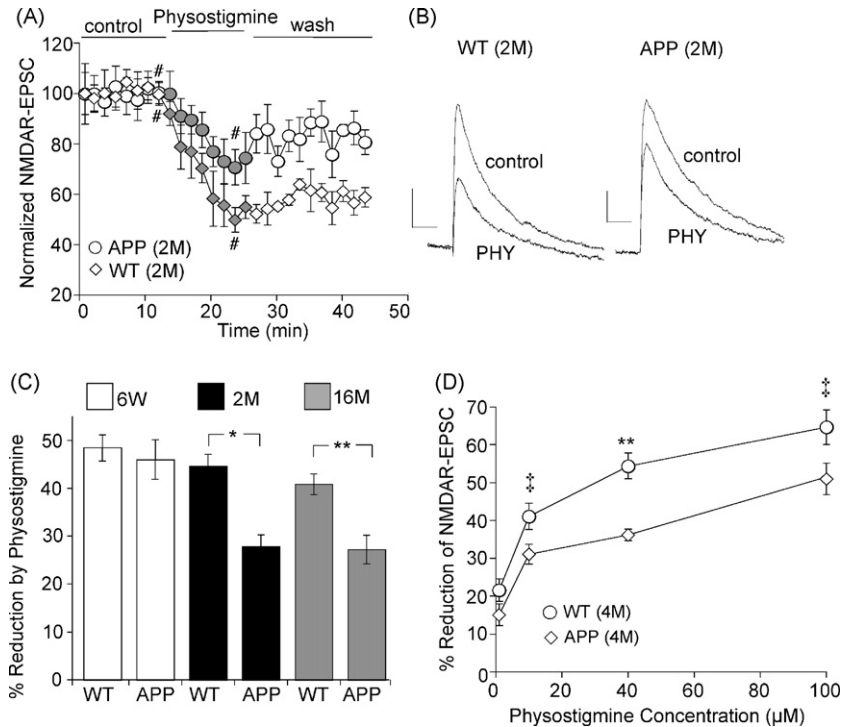 (A)
Physostigmine
control
wash
Normalized NMDAR-EPSC
120
100
80
60
40
20
#
#
#
#
APP (2M)
WT (2M)
0
10
20
30
40
50
Time (min)
(B)
WT (2M)
APP (2M)
control
PHY
control
PHY
(C)
6W
2M
16M
% Reduction by Physostigmine
50
40
30
20
10
0
*
**
WT
APP
WT
APP
WT
APP
(D)
% Reduction of NMDAR-EPSC
70
60
50
40
30
20
10
‡
**
‡
WT (4M)
APP (4M)
0
20
40
60
80
100
Physostigmine Concentration (µM)